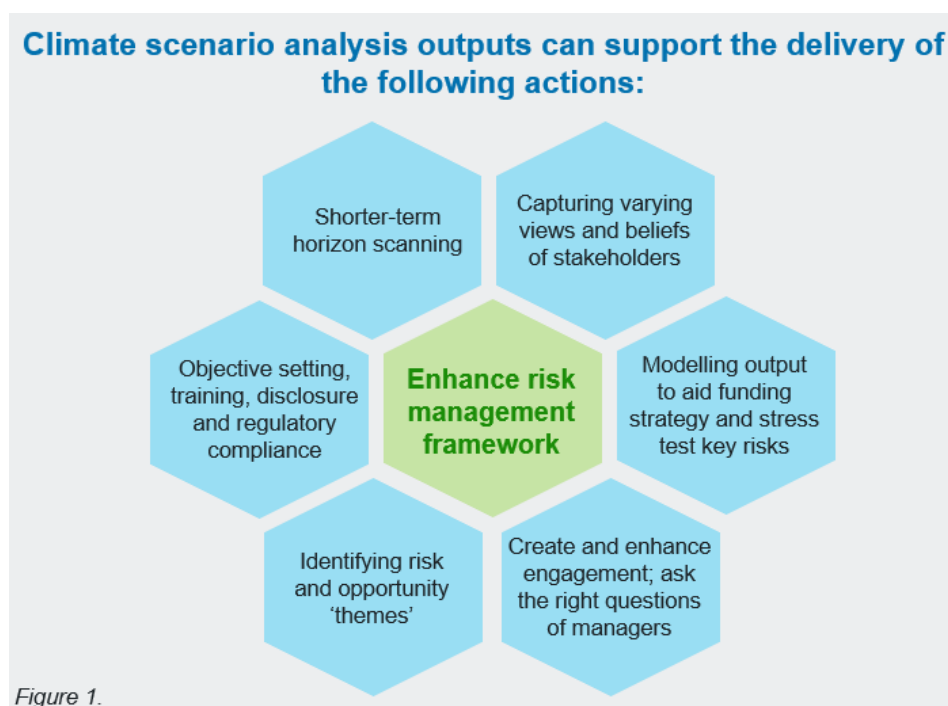 Climate scenario analysis outputs can support the delivery of
the following actions:
Shorter-term
horizon scanning
Capturing varying
views and beliefs
of stakeholders
Objective setting,
training, disclosure
and regulatory
compliance
Enhance risk
management
framework
Modelling output
to aid funding
strategy and stress
test key risks
Identifying risk
and opportunity
‘themes’
Create and enhance
engagement; ask
the right questions
of managers
Figure 1.